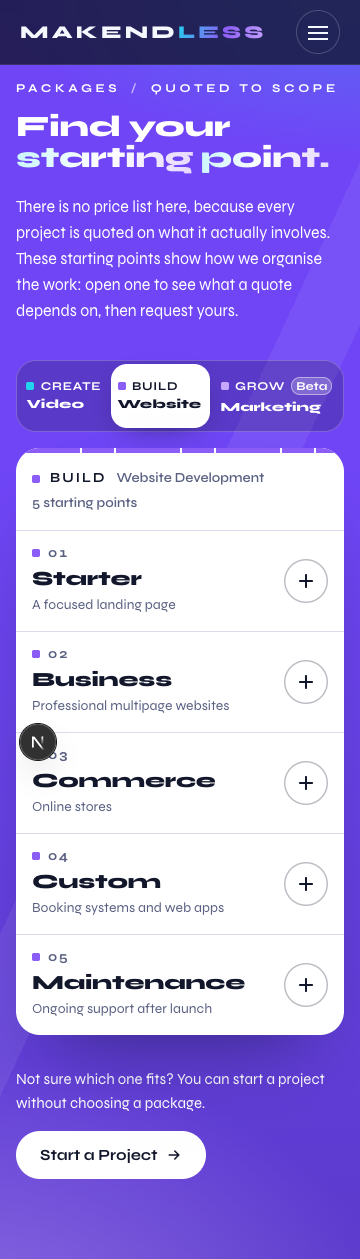 MAKENDLESS
PACKAGES / QUOTED TO SCOPE
Find your
starting point.
There is no price list here, because every
project is quoted on what it actually involves.
These starting points show how we organise
the work: open one to see what a quote
depends on, then request yours.
CREATE
Video
BUILD
Website
GROW Beta
Marketing
BUILD Website Development
5 starting points
01
Starter
A focused landing page
02
Business
Professional multipage websites
N
03
Commerce
Online stores
04
Custom
Booking systems and web apps
05
Maintenance
Ongoing support after launch
Not sure which one fits? You can start a project
without choosing a package.
Start a Project →